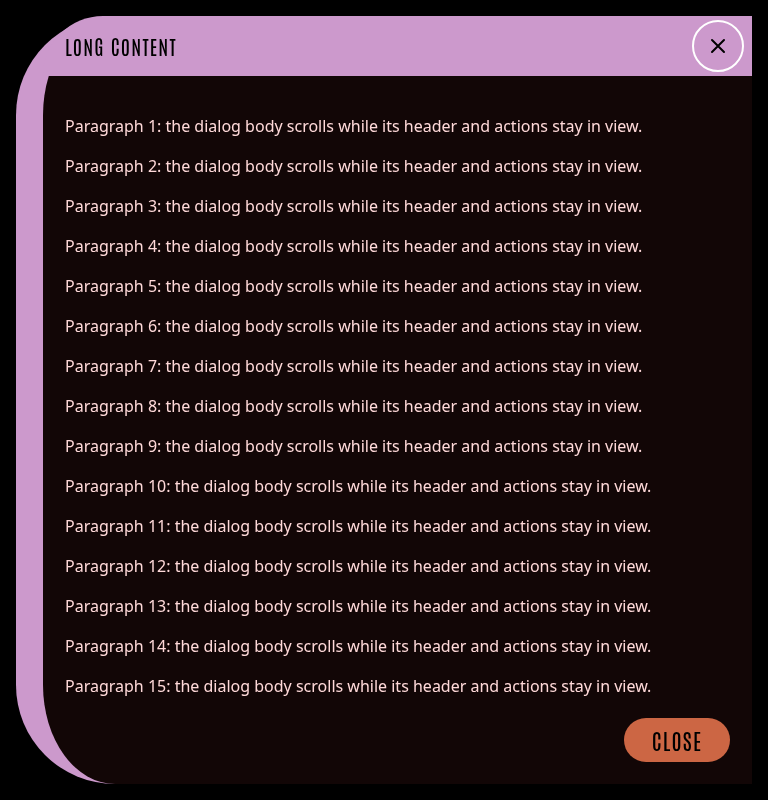 LONG CONTENT
Paragraph 1: the dialog body scrolls while its header and actions stay in view.
Paragraph 2: the dialog body scrolls while its header and actions stay in view.
Paragraph 3: the dialog body scrolls while its header and actions stay in view.
Paragraph 4: the dialog body scrolls while its header and actions stay in view.
Paragraph 5: the dialog body scrolls while its header and actions stay in view.
Paragraph 6: the dialog body scrolls while its header and actions stay in view.
Paragraph 7: the dialog body scrolls while its header and actions stay in view.
Paragraph 8: the dialog body scrolls while its header and actions stay in view.
Paragraph 9: the dialog body scrolls while its header and actions stay in view.
Paragraph 10: the dialog body scrolls while its header and actions stay in view.
Paragraph 11: the dialog body scrolls while its header and actions stay in view.
Paragraph 12: the dialog body scrolls while its header and actions stay in view.
Paragraph 13: the dialog body scrolls while its header and actions stay in view.
Paragraph 14: the dialog body scrolls while its header and actions stay in view.
Paragraph 15: the dialog body scrolls while its header and actions stay in view.
CLOSE